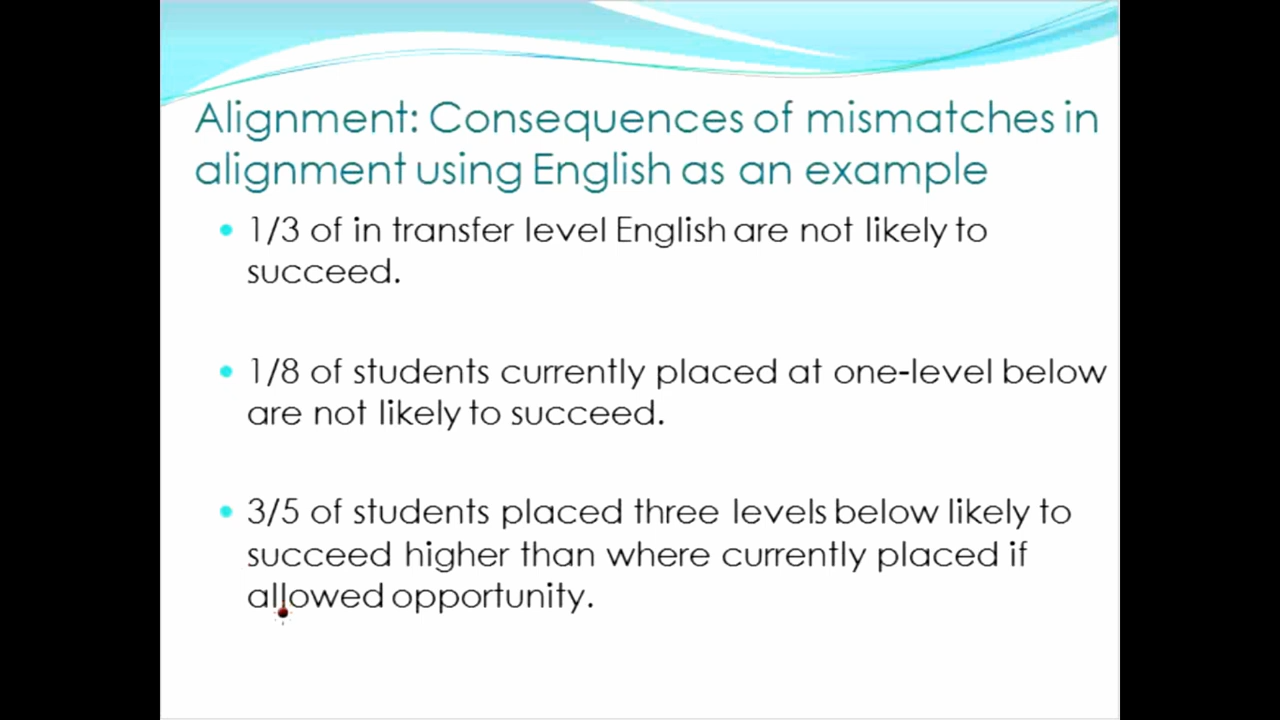 Alignment: Consequences of mismatches in
alignment using English as an example
• 1/3 of in transfer level English are not likely to
succeed.
• 1/8 of students currently placed at one-level below
are not likely to succeed.
• 3/5 of students placed three levels below likely to
succeed higher than where currently placed if
allowed opportunity.